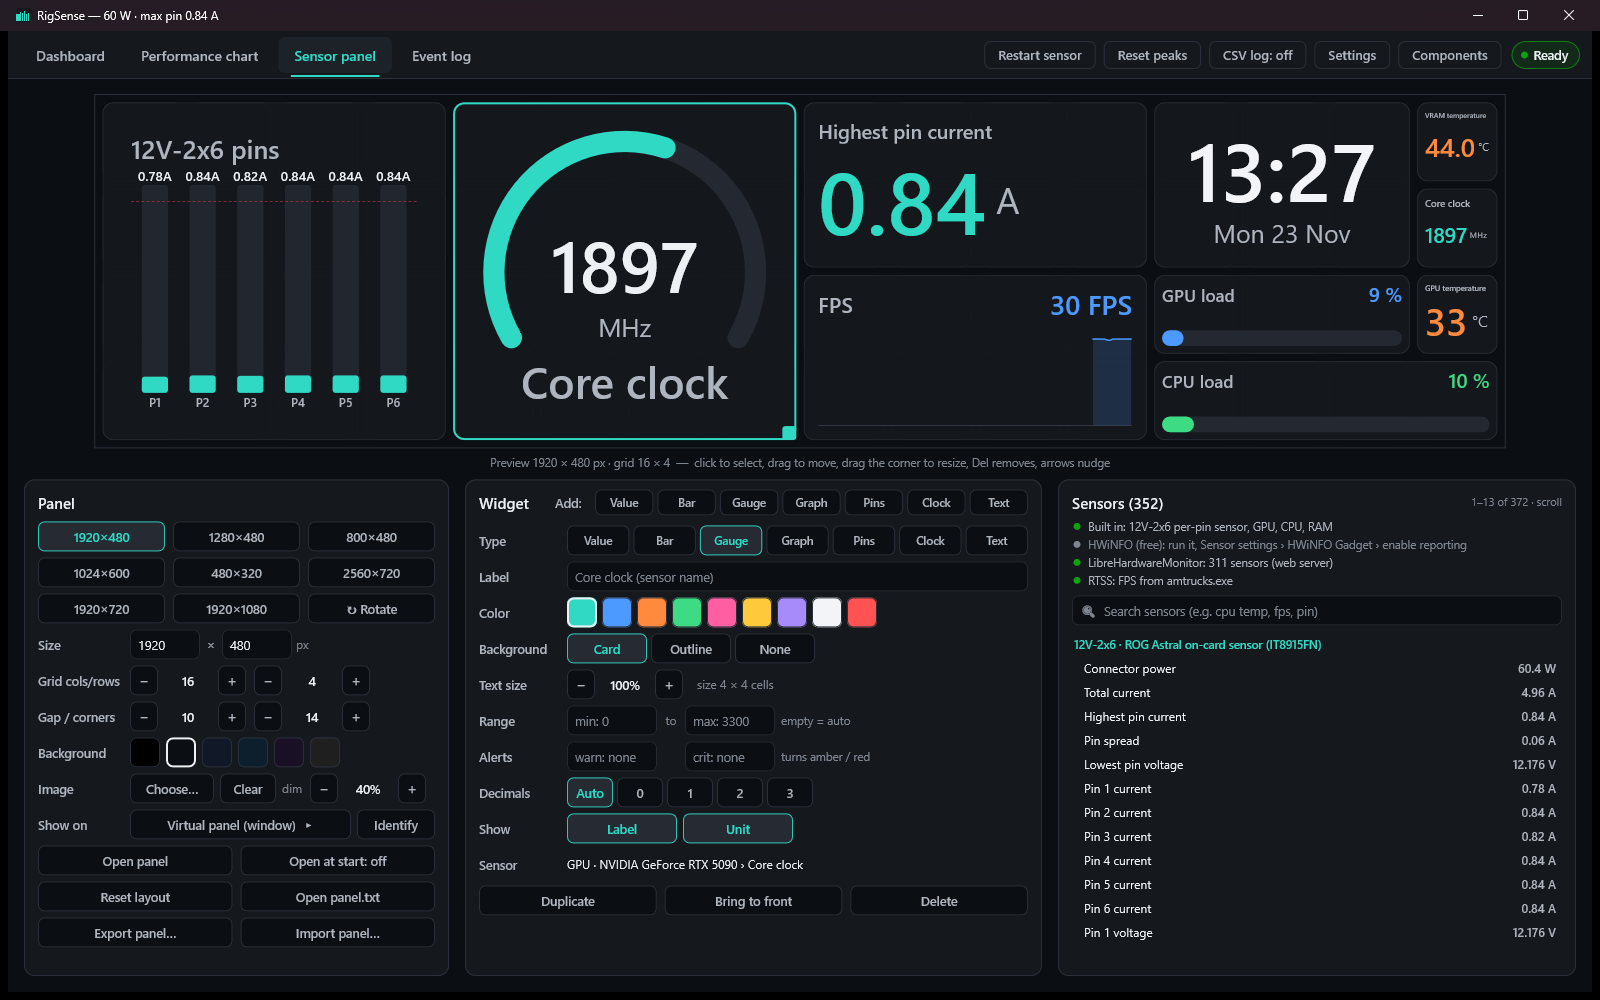 RigSense — 60 W · max pin 0.84 A
Dashboard Performance chart Sensor panel Event log Restart sensor Reset peaks CSV log: off Settings Components Ready
12V-2x6 pins
0.78A 0.84A 0.82A 0.84A 0.84A 0.84A
P1 P2 P3 P4 P5 P6
1897
MHz
Core clock
Highest pin current
0.84 A
FPS 30 FPS
13:27
Mon 23 Nov
GPU load 9 %
CPU load 10 %
VRAM temperature
44.0 °C
Core clock
1897 MHz
GPU temperature
33 °C
Preview 1920 × 480 px · grid 16 × 4 — click to select, drag to move, drag the corner to resize, Del removes, arrows nudge
Panel
1920×480 1280×480 800×480
1024×600 480×320 2560×720
1920×720 1920×1080 ↻ Rotate
Size 1920 × 480 px
Grid cols/rows − 16 + − 4 +
Gap / corners − 10 + − 14 +
Background
Image Choose... Clear dim − 40% +
Show on Virtual panel (window) ▸ Identify
Open panel Open at start: off
Reset layout Open panel.txt
Export panel... Import panel...
Widget Add: Value Bar Gauge Graph Pins Clock Text
Type Value Bar Gauge Graph Pins Clock Text
Label Core clock (sensor name)
Color
Background Card Outline None
Text size − 100% + size 4 × 4 cells
Range min: 0 to max: 3300 empty = auto
Alerts warn: none crit: none turns amber / red
Decimals Auto 0 1 2 3
Show Label Unit
Sensor GPU · NVIDIA GeForce RTX 5090 › Core clock
Duplicate Bring to front Delete
Sensors (352) 1–13 of 372 · scroll
Built in: 12V-2x6 per-pin sensor, GPU, CPU, RAM
HWiNFO (free): run it, Sensor settings › HWiNFO Gadget › enable reporting
LibreHardwareMonitor: 311 sensors (web server)
RTSS: FPS from amtrucks.exe
Search sensors (e.g. cpu temp, fps, pin)
12V-2x6 · ROG Astral on-card sensor (IT8915FN)
Connector power 60.4 W
Total current 4.96 A
Highest pin current 0.84 A
Pin spread 0.06 A
Lowest pin voltage 12.176 V
Pin 1 current 0.78 A
Pin 2 current 0.84 A
Pin 3 current 0.82 A
Pin 4 current 0.84 A
Pin 5 current 0.84 A
Pin 6 current 0.84 A
Pin 1 voltage 12.176 V